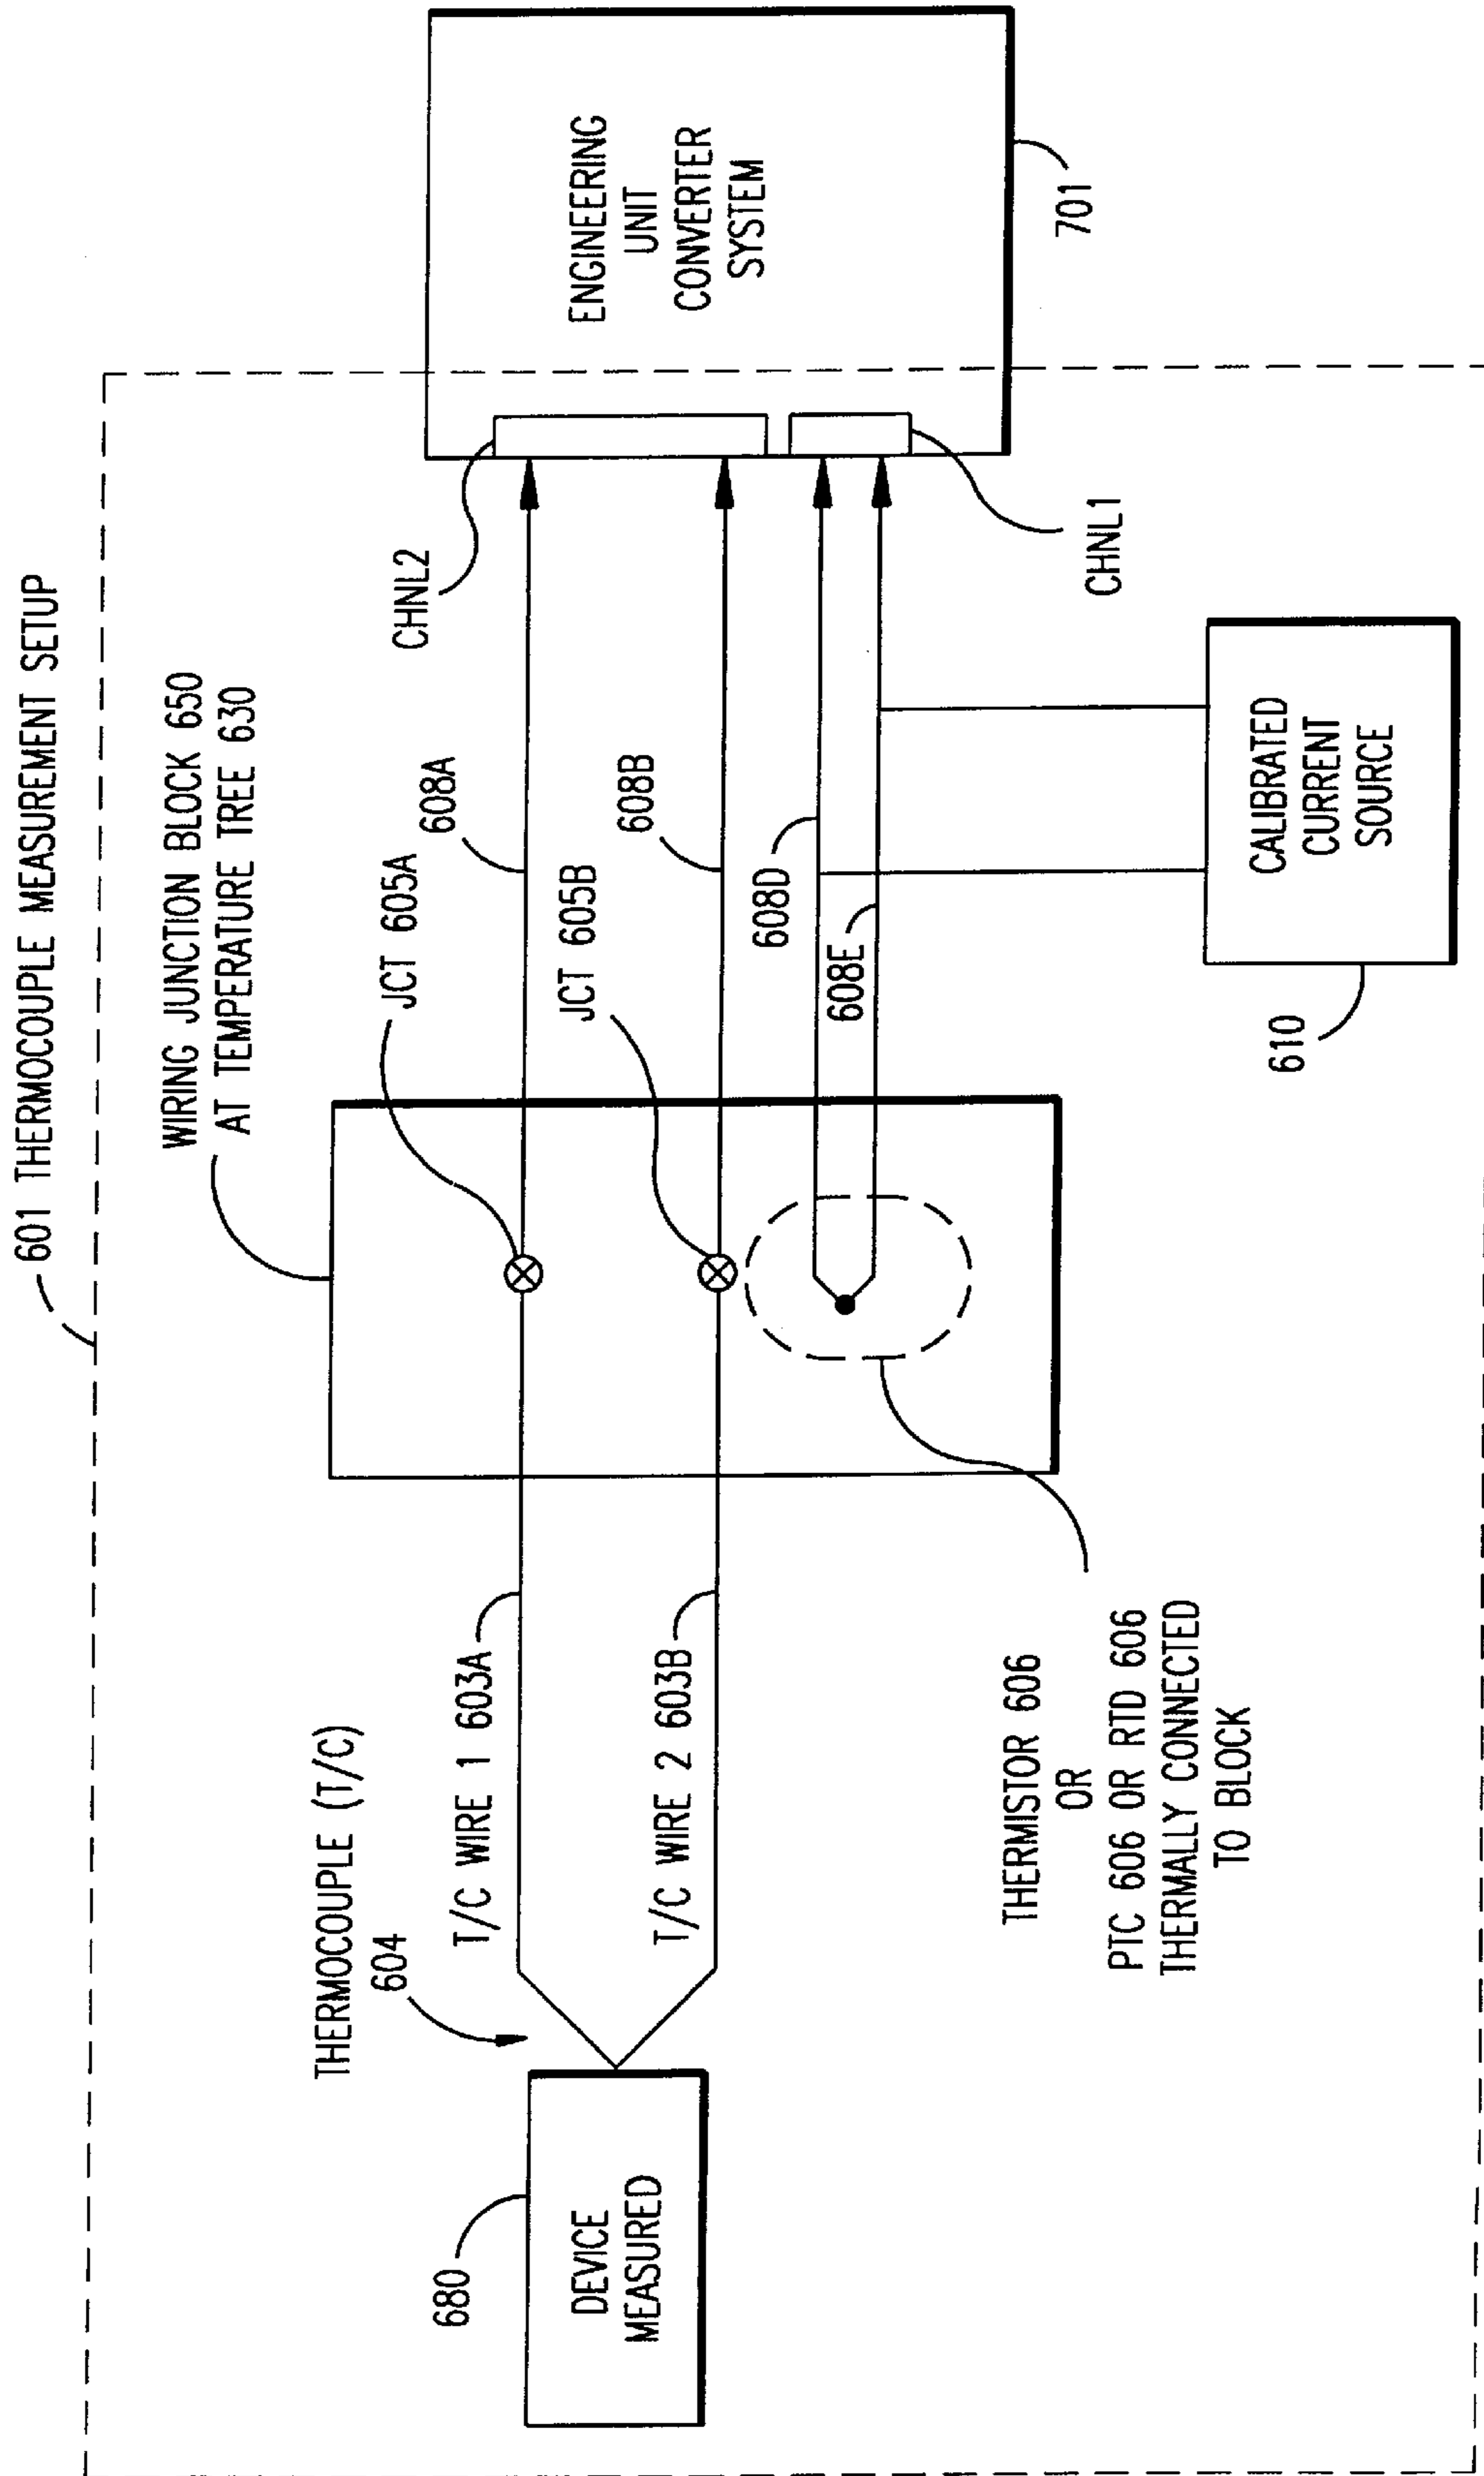 601 THERMOCOUPLE MEASUREMENT SETUP
WIRING JUNCTION BLOCK 650
AT TEMPERATURE TREE 630
THERMOCOUPLE (T/C)
604
680
DEVICE
MEASURED
T/C WIRE 1 603A
T/C WIRE 2 603B
JCT 605A
JCT 605B
608A
608B
608D
608E
CHNL2
CHNL1
ENGINEERING
UNIT
CONVERTER
SYSTEM
701
THERMISTOR 606
OR
PTC 606 OR RTD 606
THERMALLY CONNECTED
TO BLOCK
610
CALIBRATED
CURRENT
SOURCE